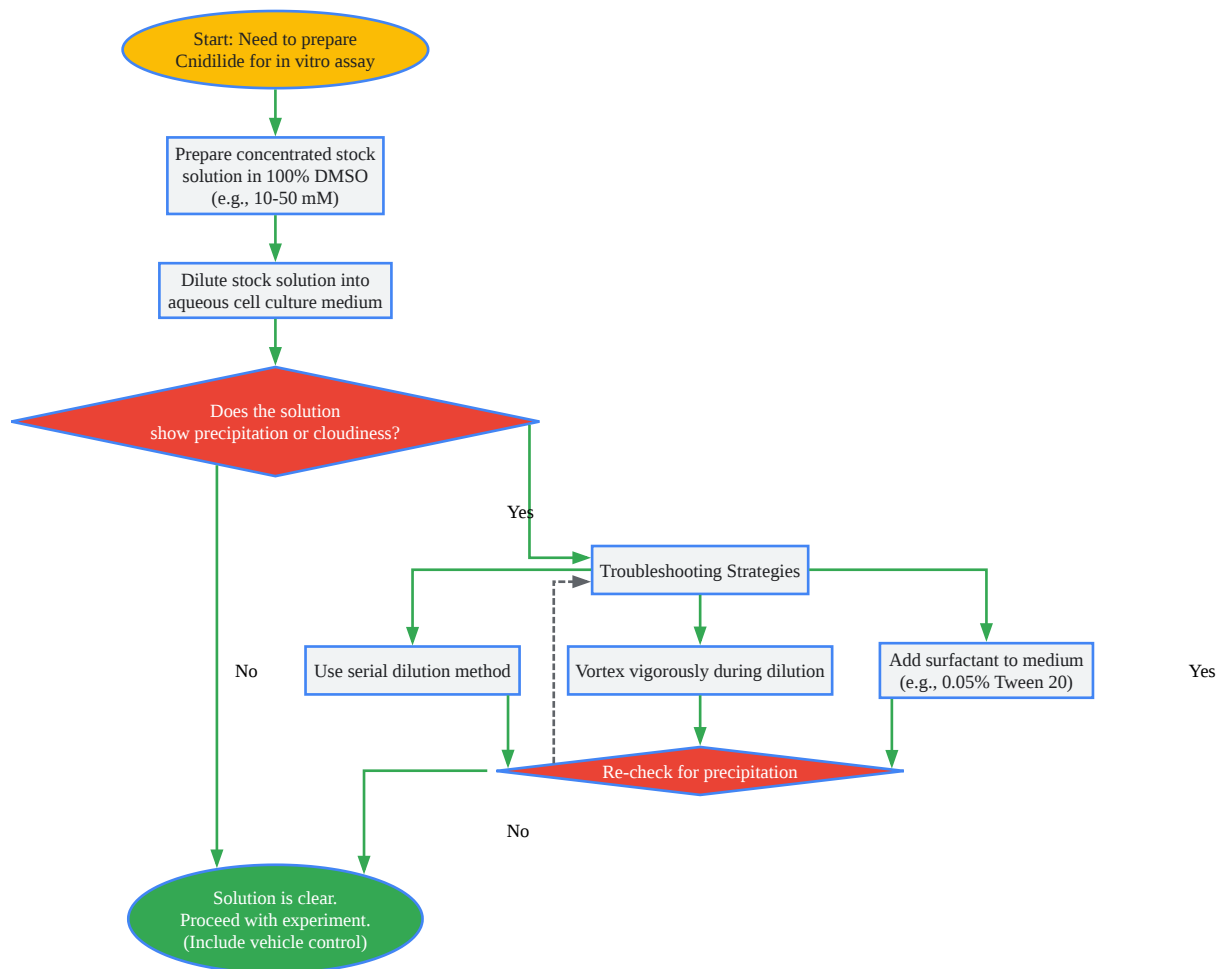 Start: Need to prepare
Cnidilide for in vitro assay
Prepare concentrated stock
solution in 100% DMSO
(e.g., 10-50 mM)
Dilute stock solution into
aqueous cell culture medium
Does the solution
show precipitation or cloudiness?
Yes
Troubleshooting Strategies
No
Use serial dilution method
Vortex vigorously during dilution
Add surfactant to medium
(e.g., 0.05% Tween 20)
Yes
Re-check for precipitation
No
Solution is clear.
Proceed with experiment.
(Include vehicle control)